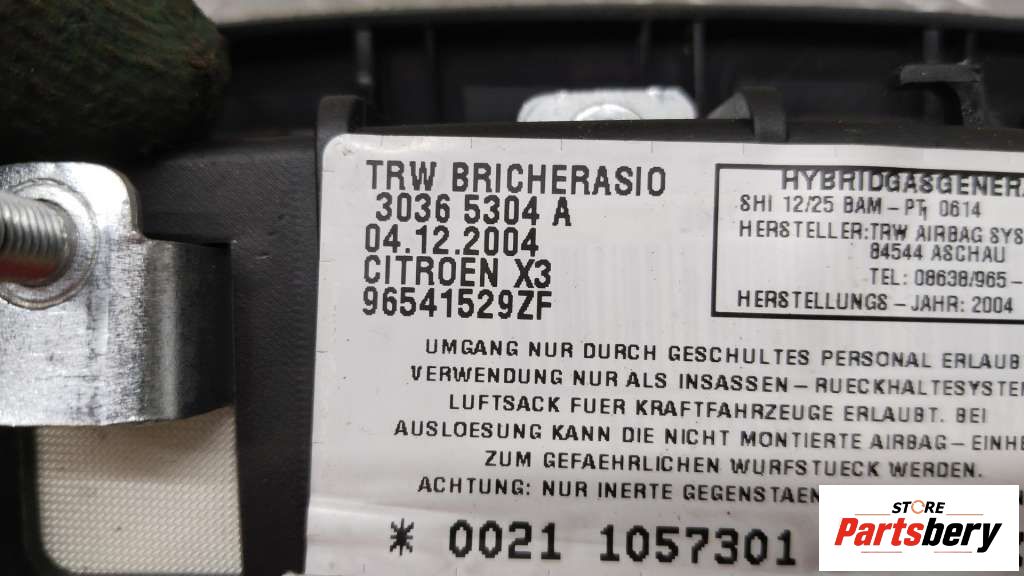 TRW BRICHERASIO
3036 5304 A
04.12.2004
CITROEN X3
96541529ZF
HYBRIDGASGENERA
SHI 12/25 BAM-PT₁ 0614
HERSTELLER:TRW AIRBAG SYS
84544 ASCHAU
TEL: 08638/965-
HERSTELLUNGS-JAHR: 2004
UMGANG NUR DURCH GESCHULTES PERSONAL ERLAUB
VERWENDUNG NUR ALS INSASSEN-RUECKHALTESYSTE
LUFTSACK FUER KRAFTFAHRZEUGE ERLAUBT. BEI
AUSLOESUNG KANN DIE NICHT MONTIERTE AIRBAG-EINHE
ZUM GEFAEHRLICHEN WURFSTUECK WERDEN.
ACHTUNG: NUR INERTE GEGENSTAEN
* 0021 1057301
STORE
Partsbery